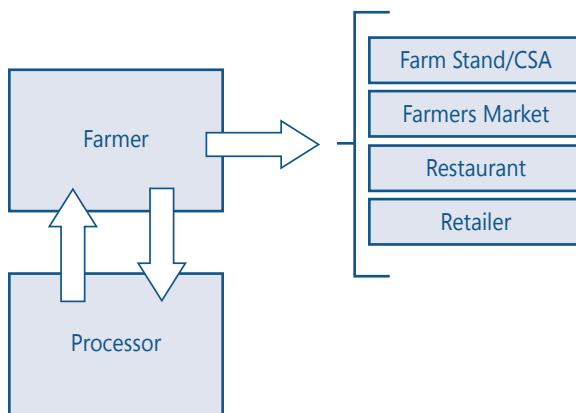 Farmer
Processor
Farm Stand/CSA
Farmers Market
Restaurant
Retailer